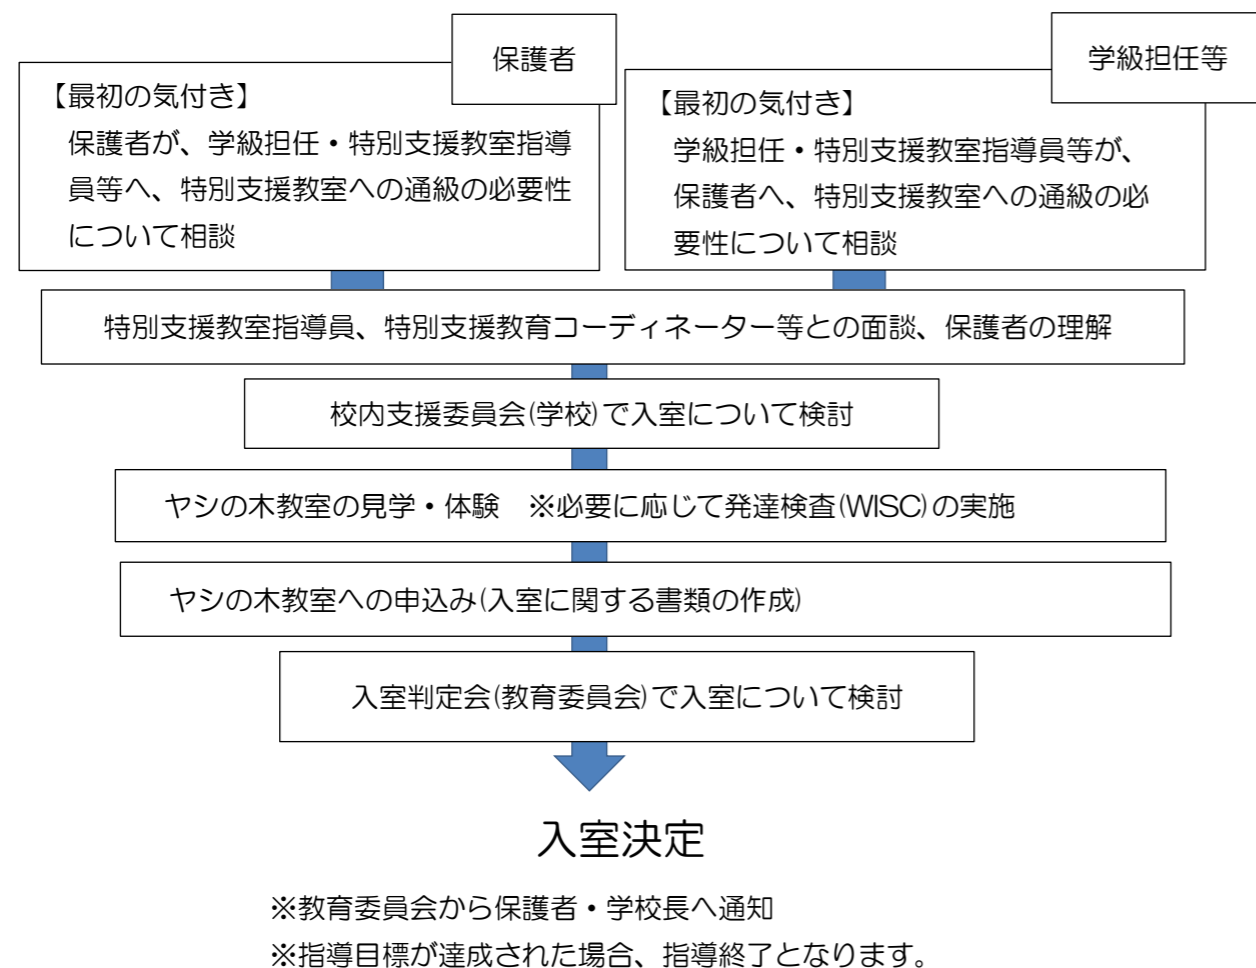 保護者
【最初の気付き】
保護者が、学級担任・特別支援教室指導
員等へ、特別支援教室への通級の必要性
について相談
学級担任等
【最初の気付き】
学級担任・特別支援教室指導員等が、
保護者へ、特別支援教室への通級の必
要性について相談
特別支援教室指導員、特別支援教育コーディネーター等との面談、保護者の理解
校内支援委員会(学校)で入室について検討
ヤシの木教室の見学・体験　※必要に応じて発達検査(WISC)の実施
ヤシの木教室への申込み(入室に関する書類の作成)
入室判定会(教育委員会)で入室について検討
入室決定
※教育委員会から保護者・学校長へ通知
※指導目標が達成された場合、指導終了となります。